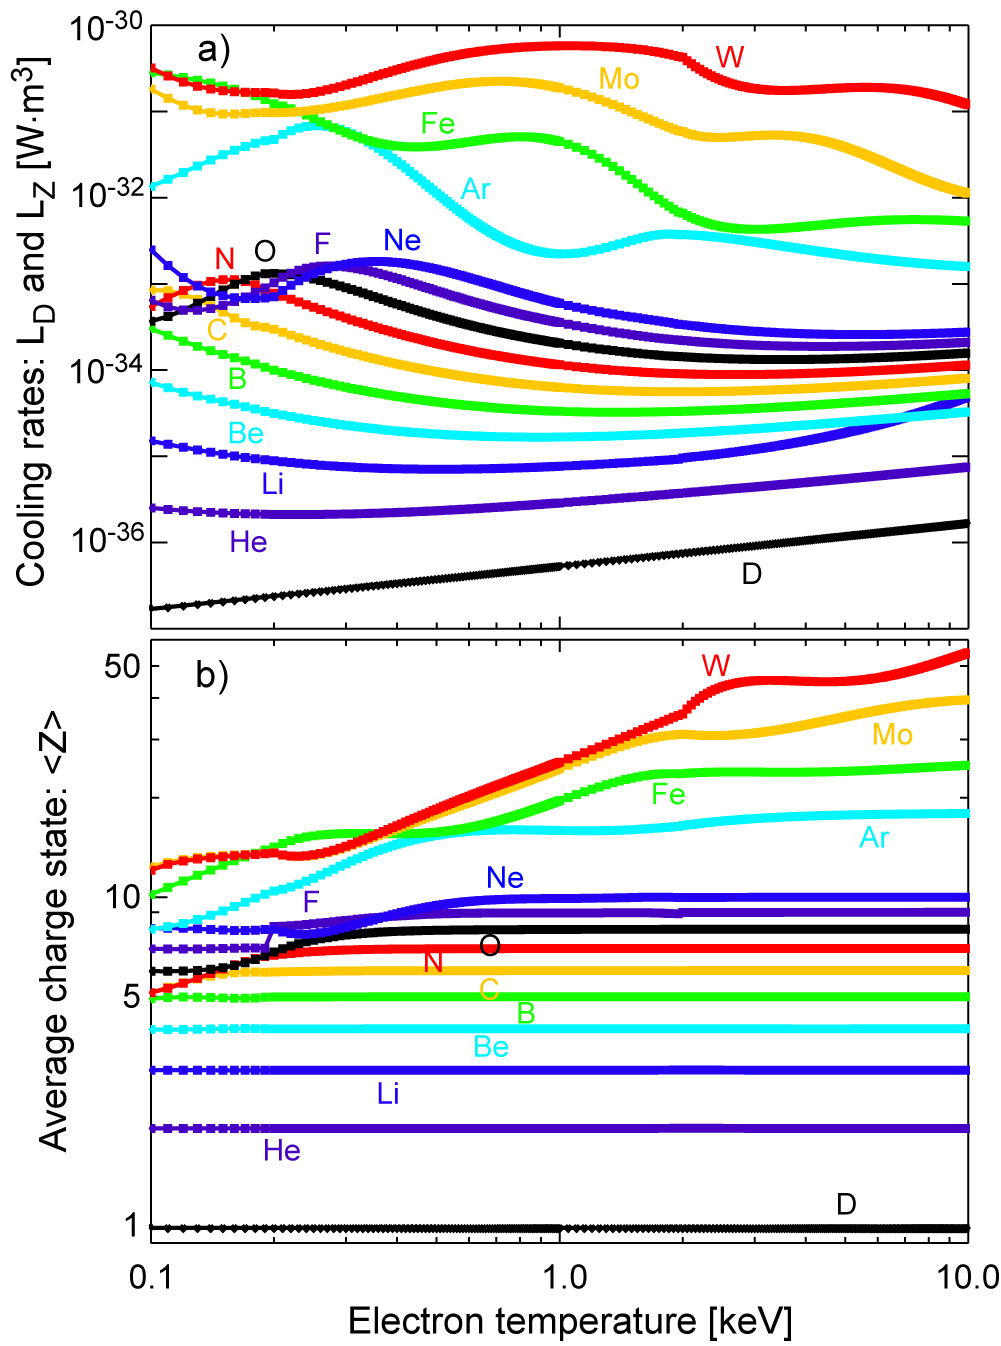 a)
Cooling rates: L_D and L_Z [W·m³]
10⁻³⁰
10⁻³²
10⁻³⁴
10⁻³⁶
W
Mo
Fe
Ar
N
O
F
Ne
C
B
Be
Li
He
D
b)
Average charge state: <Z>
50
10
5
1
W
Mo
Fe
Ar
Ne
F
O
N
C
B
Be
Li
He
D
0.1
1.0
10.0
Electron temperature [keV]